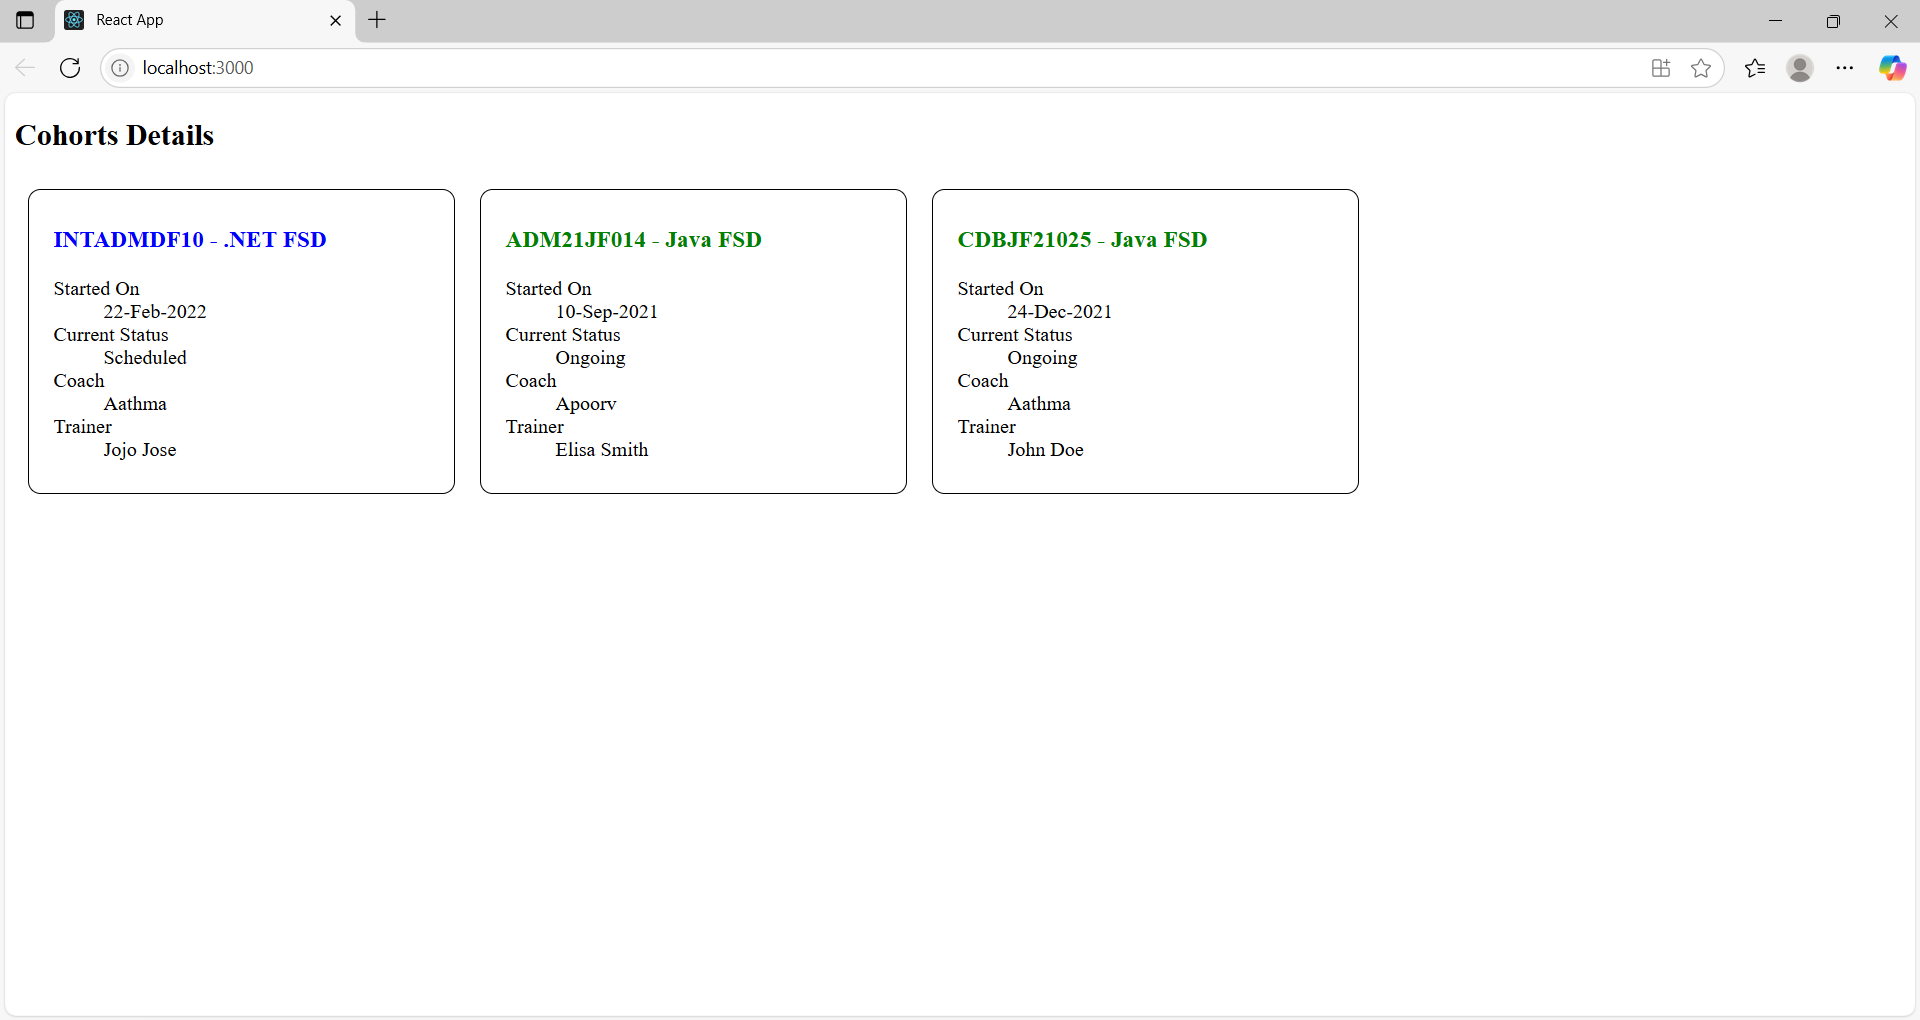 React App
localhost:3000
Cohorts Details
INTADMDF10 - .NET FSD
Started On
22-Feb-2022
Current Status
Scheduled
Coach
Aathma
Trainer
Jojo Jose
ADM21JF014 - Java FSD
Started On
10-Sep-2021
Current Status
Ongoing
Coach
Apoorv
Trainer
Elisa Smith
CDBJF21025 - Java FSD
Started On
24-Dec-2021
Current Status
Ongoing
Coach
Aathma
Trainer
John Doe